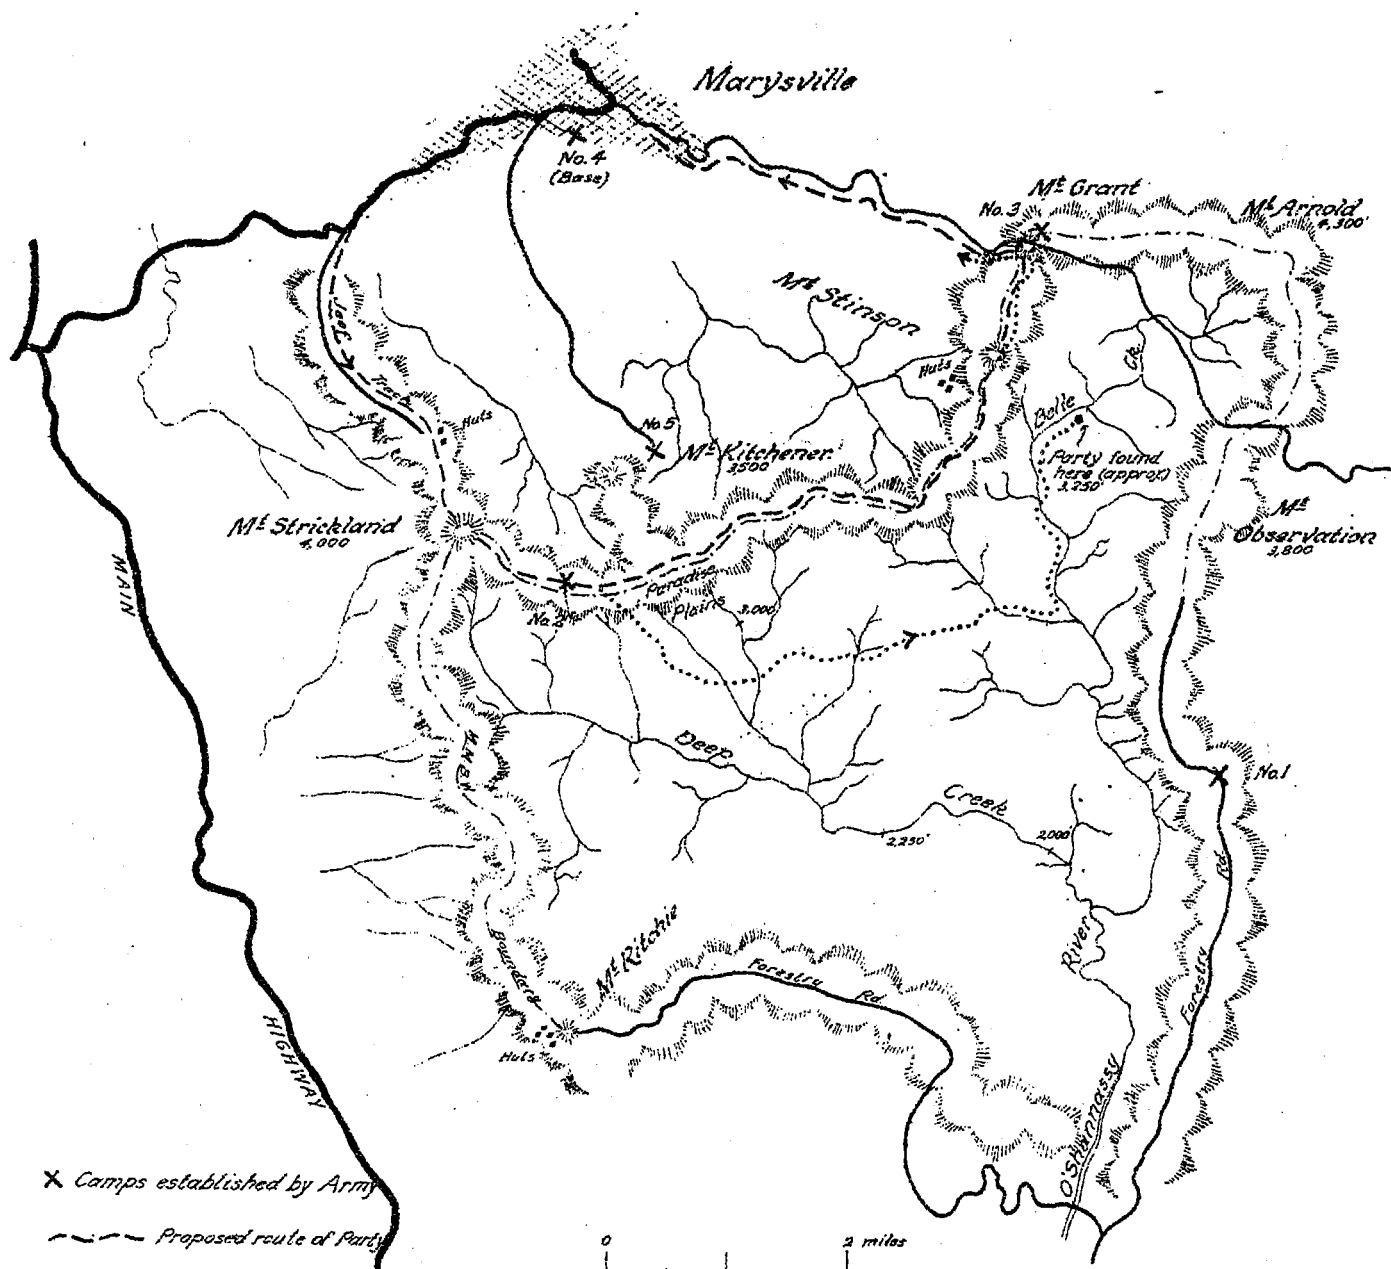 Marysville
No. 4
(Base)
Mt Grant
No. 3
Mt Arnold
4,300'
Mt Stinson
Jeep
Track
Huts
Huts
No 5
Mt Kitchener
3,500
Belle
Ck.
Party found
here (approx)
3,250'
Mt Strickland
4,000
Mt
Observation
3,800
MAIN
No. 2
Paradise
Plains
3,000
M.M.B.W.
Deep
Creek
2,250'
2,000'
No. 1
Rd.
Boundary
Mt Ritchie
Forestry
Rd
River
Forestry
Huts
HIGHWAY
O'SHANNASSY
X Camps established by Army
Proposed route of Party
0
2 miles